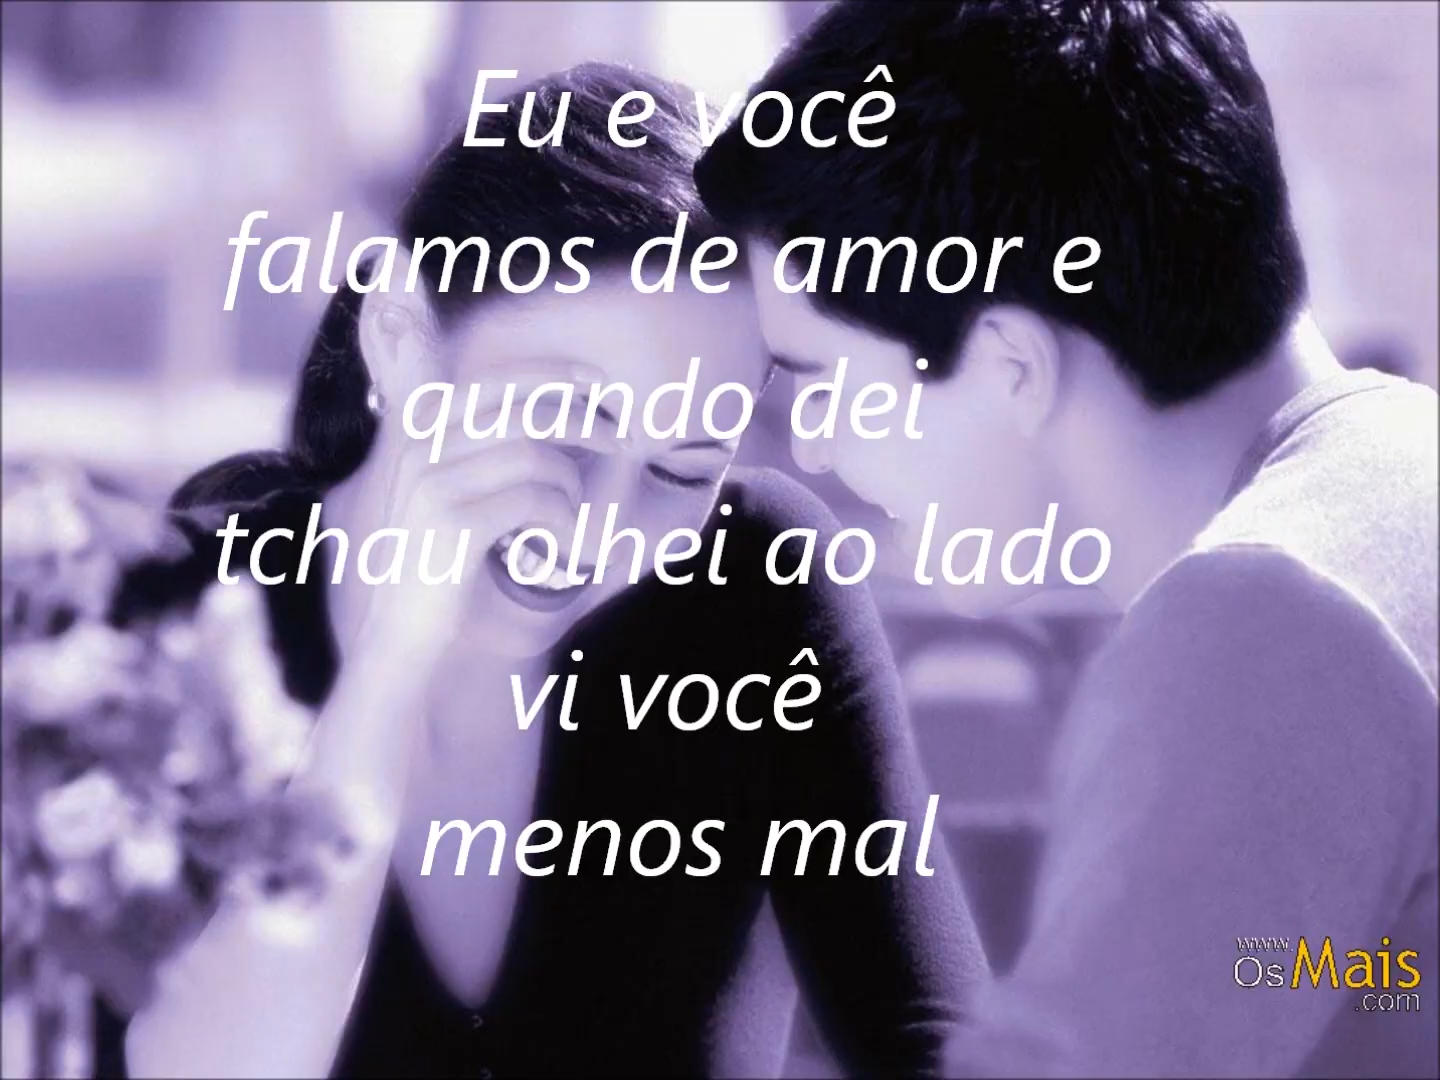 Eu e você
falamos de amor e
quando dei
tchau olhei ao lado
vi você
menos mal
www.
OsMais
.com